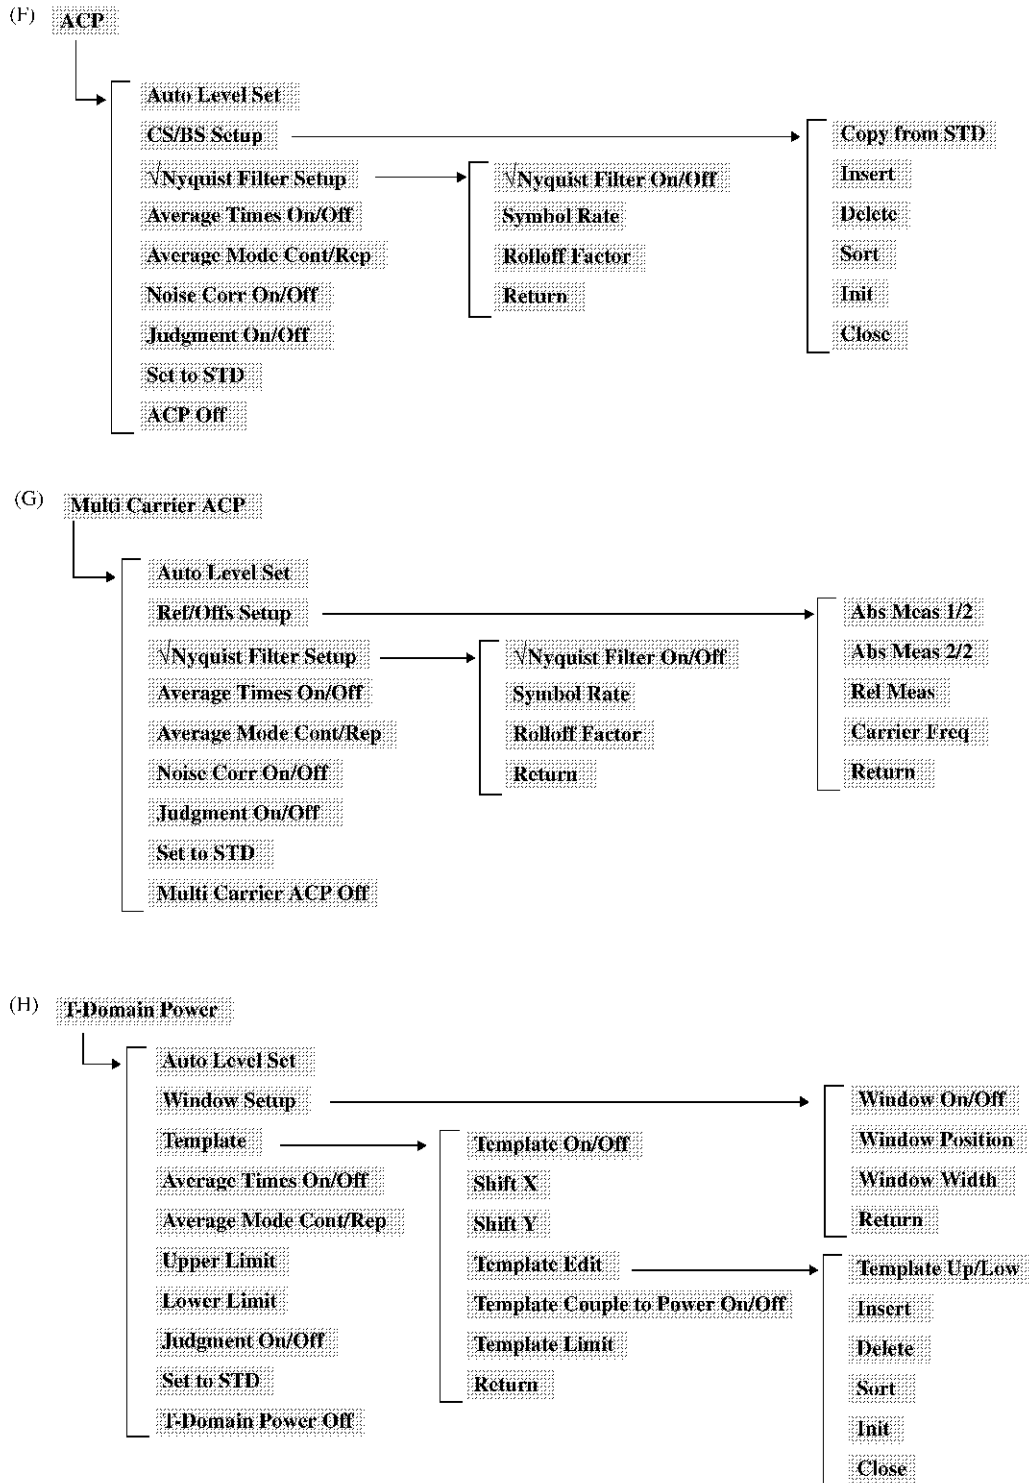 (F) ACP
Auto Level Set
CS/BS Setup
Copy from STD
√Nyquist Filter Setup
√Nyquist Filter On/Off
Insert
Average Times On/Off
Symbol Rate
Delete
Average Mode Cont/Rep
Rolloff Factor
Sort
Noise Corr On/Off
Return
Init
Judgment On/Off
Close
Set to STD
ACP Off
(G) Multi Carrier ACP
Auto Level Set
Ref/Offs Setup
Abs Meas 1/2
√Nyquist Filter Setup
√Nyquist Filter On/Off
Abs Meas 2/2
Average Times On/Off
Symbol Rate
Rel Meas
Average Mode Cont/Rep
Rolloff Factor
Carrier Freq
Noise Corr On/Off
Return
Return
Judgment On/Off
Set to STD
Multi Carrier ACP Off
(H) T-Domain Power
Auto Level Set
Window Setup
Window On/Off
Template
Template On/Off
Window Position
Average Times On/Off
Shift X
Window Width
Average Mode Cont/Rep
Shift Y
Return
Upper Limit
Template Edit
Template Up/Low
Lower Limit
Template Couple to Power On/Off
Insert
Judgment On/Off
Template Limit
Delete
Set to STD
Return
Sort
T-Domain Power Off
Init
Close